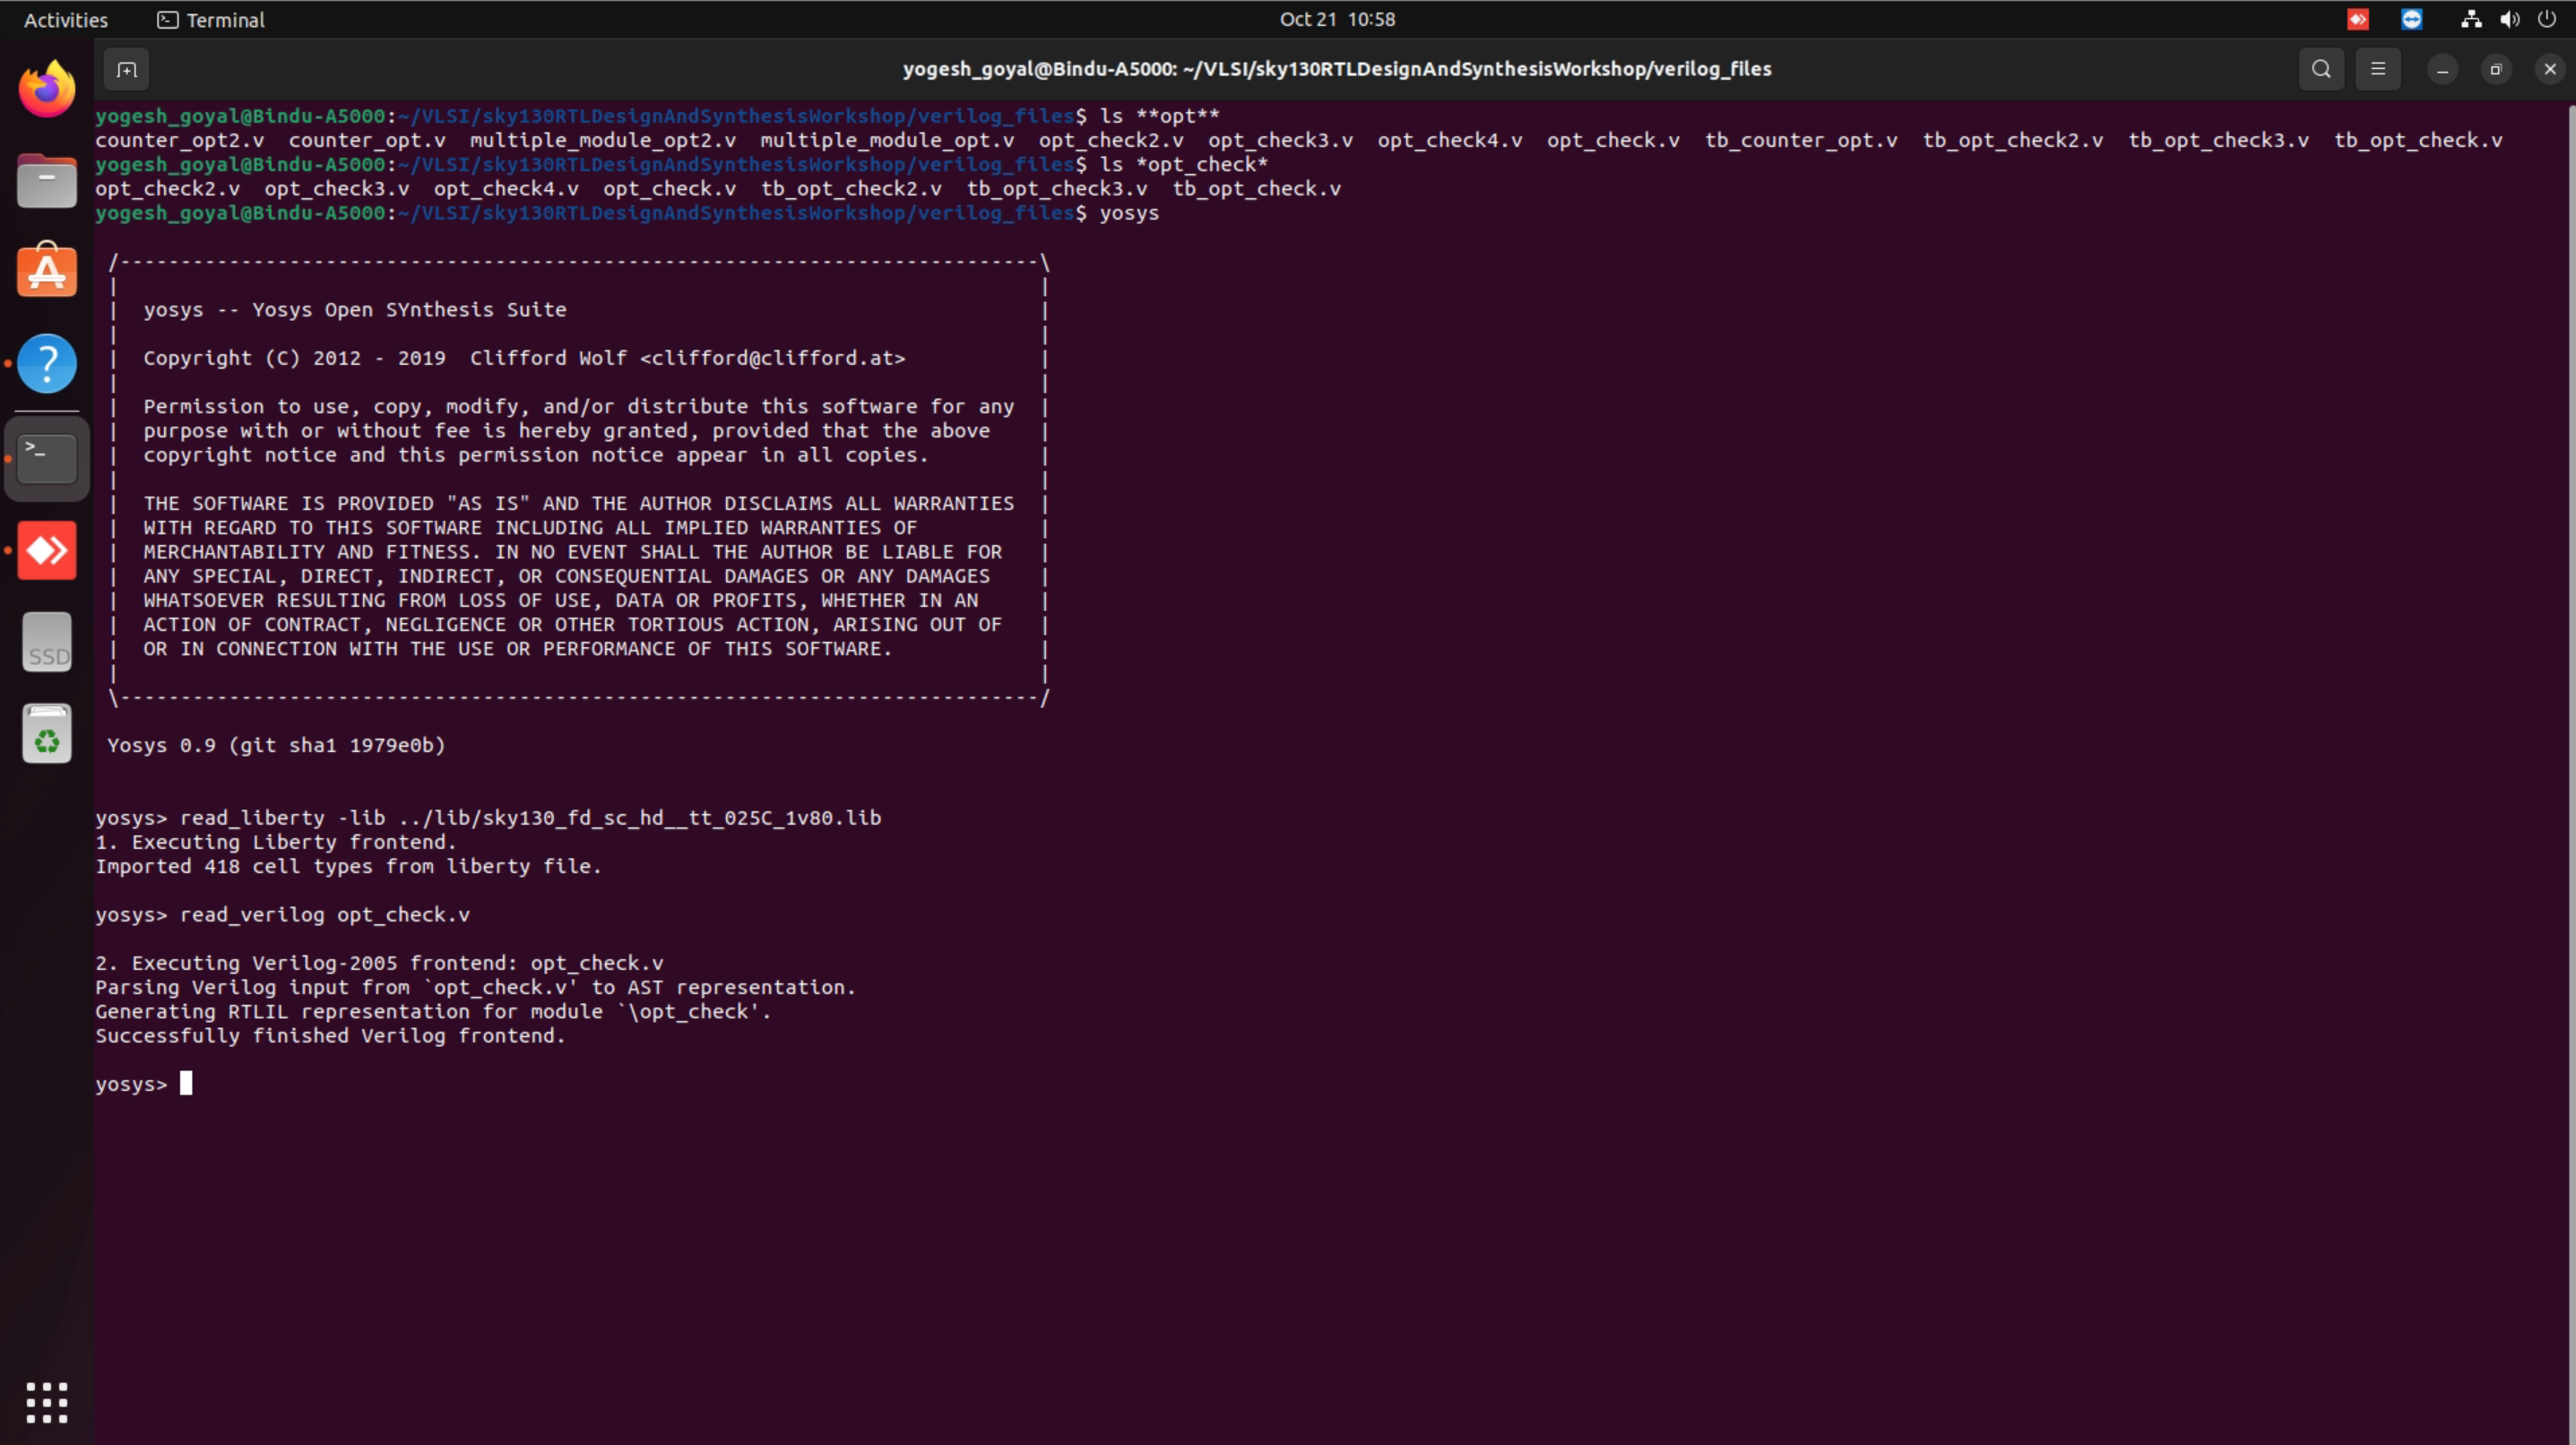 Activities Terminal Oct 21 10:58
yogesh_goyal@Bindu-A5000: ~/VLSI/sky130RTLDesignAndSynthesisWorkshop/verilog_files
yogesh_goyal@Bindu-A5000:~/VLSI/sky130RTLDesignAndSynthesisWorkshop/verilog_files$ ls **opt**
counter_opt2.v counter_opt.v multiple_module_opt2.v multiple_module_opt.v opt_check2.v opt_check3.v opt_check4.v opt_check.v tb_counter_opt.v tb_opt_check2.v tb_opt_check3.v tb_opt_check.v
yogesh_goyal@Bindu-A5000:~/VLSI/sky130RTLDesignAndSynthesisWorkshop/verilog_files$ ls *opt_check*
opt_check2.v opt_check3.v opt_check4.v opt_check.v tb_opt_check2.v tb_opt_check3.v tb_opt_check.v
yogesh_goyal@Bindu-A5000:~/VLSI/sky130RTLDesignAndSynthesisWorkshop/verilog_files$ yosys
/----------------------------------------------------------------------------\
| |
| yosys -- Yosys Open SYnthesis Suite |
| |
| Copyright (C) 2012 - 2019 Clifford Wolf <clifford@clifford.at> |
| |
| Permission to use, copy, modify, and/or distribute this software for any |
| purpose with or without fee is hereby granted, provided that the above |
| copyright notice and this permission notice appear in all copies. |
| |
| THE SOFTWARE IS PROVIDED "AS IS" AND THE AUTHOR DISCLAIMS ALL WARRANTIES |
| WITH REGARD TO THIS SOFTWARE INCLUDING ALL IMPLIED WARRANTIES OF |
| MERCHANTABILITY AND FITNESS. IN NO EVENT SHALL THE AUTHOR BE LIABLE FOR |
| ANY SPECIAL, DIRECT, INDIRECT, OR CONSEQUENTIAL DAMAGES OR ANY DAMAGES |
| WHATSOEVER RESULTING FROM LOSS OF USE, DATA OR PROFITS, WHETHER IN AN |
| ACTION OF CONTRACT, NEGLIGENCE OR OTHER TORTIOUS ACTION, ARISING OUT OF |
| OR IN CONNECTION WITH THE USE OR PERFORMANCE OF THIS SOFTWARE. |
| |
\----------------------------------------------------------------------------/
Yosys 0.9 (git sha1 1979e0b)
yosys> read_liberty -lib ../lib/sky130_fd_sc_hd__tt_025C_1v80.lib
1. Executing Liberty frontend.
Imported 418 cell types from liberty file.
yosys> read_verilog opt_check.v
2. Executing Verilog-2005 frontend: opt_check.v
Parsing Verilog input from `opt_check.v' to AST representation.
Generating RTLIL representation for module `\opt_check'.
Successfully finished Verilog frontend.
yosys>
SSD